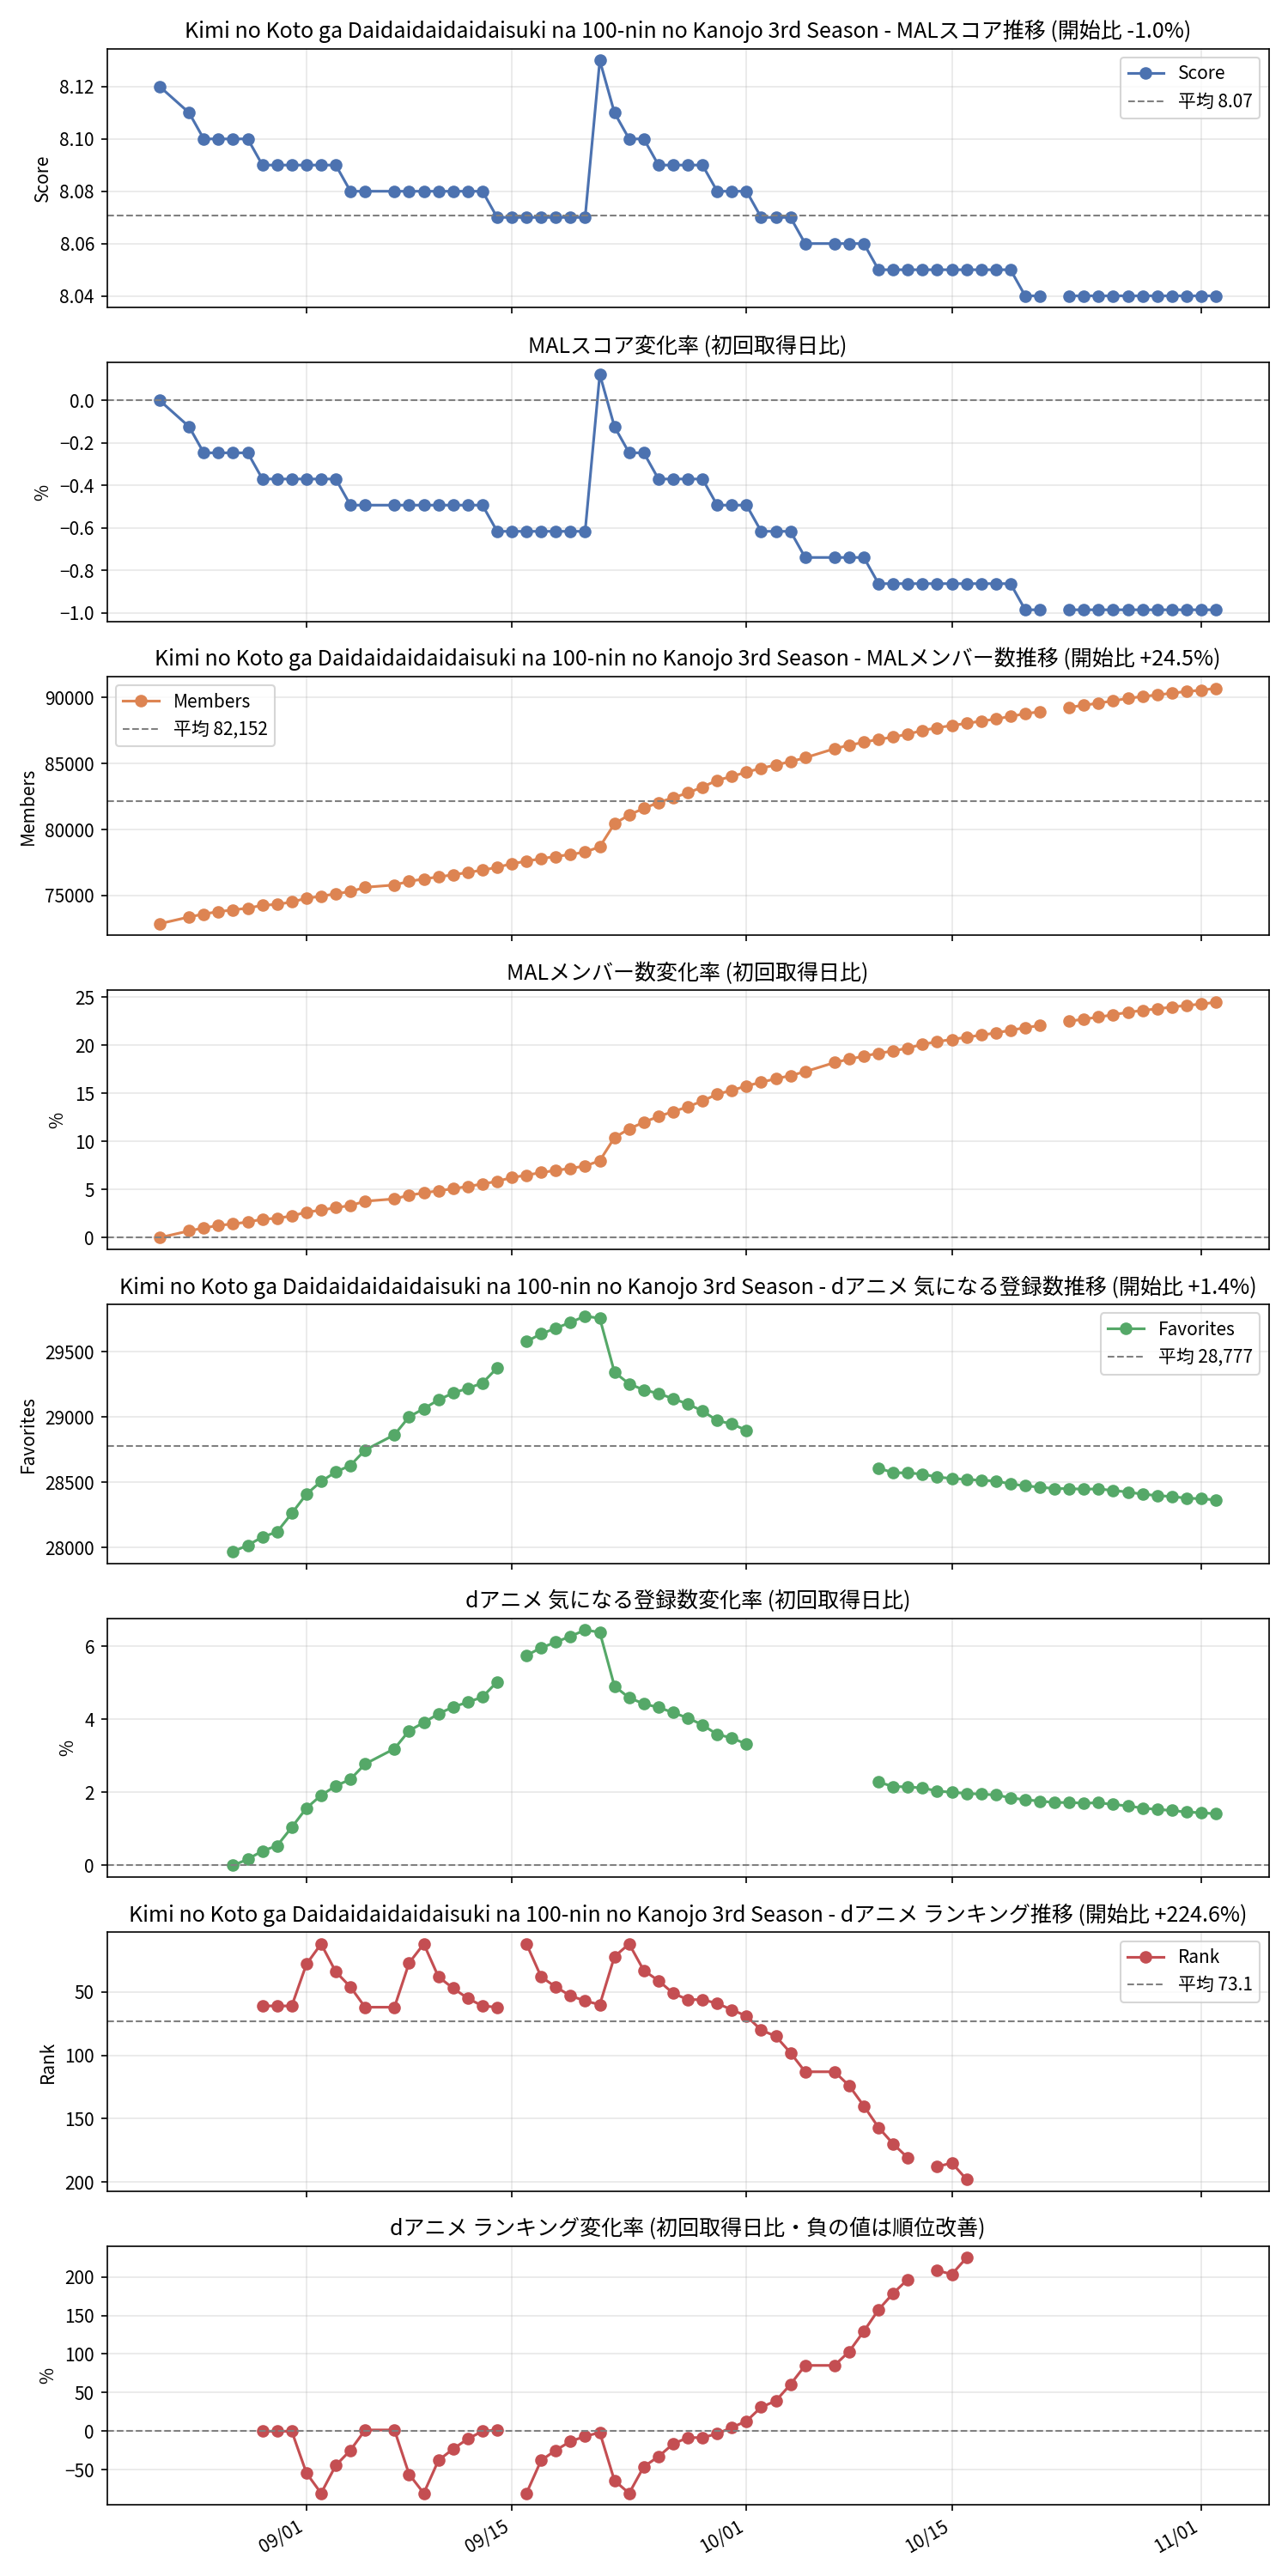 Kimi no Koto ga Daidaidaidaidaisuki na 100-nin no Kanojo 3rd Season - MALスコア推移 (開始比 -1.0%)
Score
平均 8.07
Score
8.12
8.10
8.08
8.06
8.04
MALスコア変化率 (初回取得日比)
%
0.0
−0.2
−0.4
−0.6
−0.8
−1.0
Kimi no Koto ga Daidaidaidaidaisuki na 100-nin no Kanojo 3rd Season - MALメンバー数推移 (開始比 +24.5%)
Members
平均 82,152
Members
90000
85000
80000
75000
MALメンバー数変化率 (初回取得日比)
%
25
20
15
10
5
0
Kimi no Koto ga Daidaidaidaidaisuki na 100-nin no Kanojo 3rd Season - dアニメ 気になる登録数推移 (開始比 +1.4%)
Favorites
平均 28,777
Favorites
29500
29000
28500
28000
dアニメ 気になる登録数変化率 (初回取得日比)
%
6
4
2
0
Kimi no Koto ga Daidaidaidaidaisuki na 100-nin no Kanojo 3rd Season - dアニメ ランキング推移 (開始比 +224.6%)
Rank
平均 73.1
Rank
50
100
150
200
dアニメ ランキング変化率 (初回取得日比・負の値は順位改善)
%
200
150
100
50
0
−50
09/01
09/15
10/01
10/15
11/01